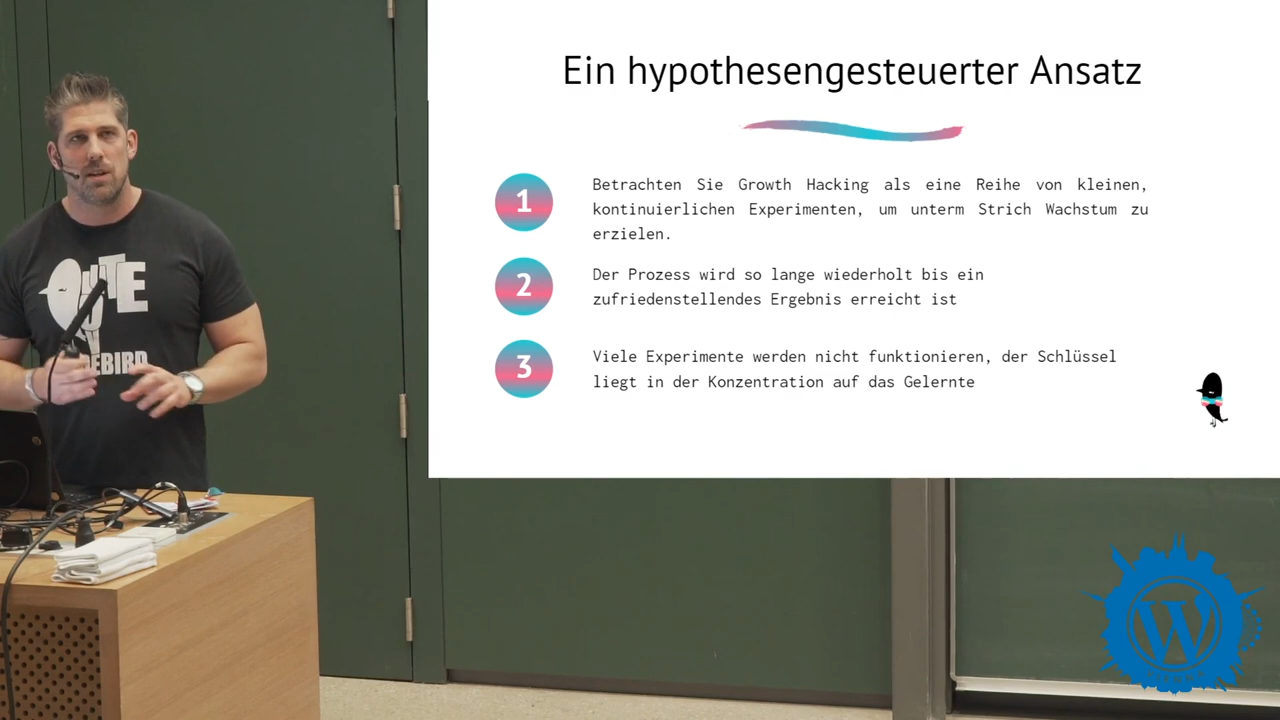 Ein hypothesengesteuerter Ansatz
1
Betrachten Sie Growth Hacking als eine Reihe von kleinen,
kontinuierlichen Experimenten, um unterm Strich Wachstum zu
erzielen.
2
Der Prozess wird so lange wiederholt bis ein
zufriedenstellendes Ergebnis erreicht ist
3
Viele Experimente werden nicht funktionieren, der Schlüssel
liegt in der Konzentration auf das Gelernte
W